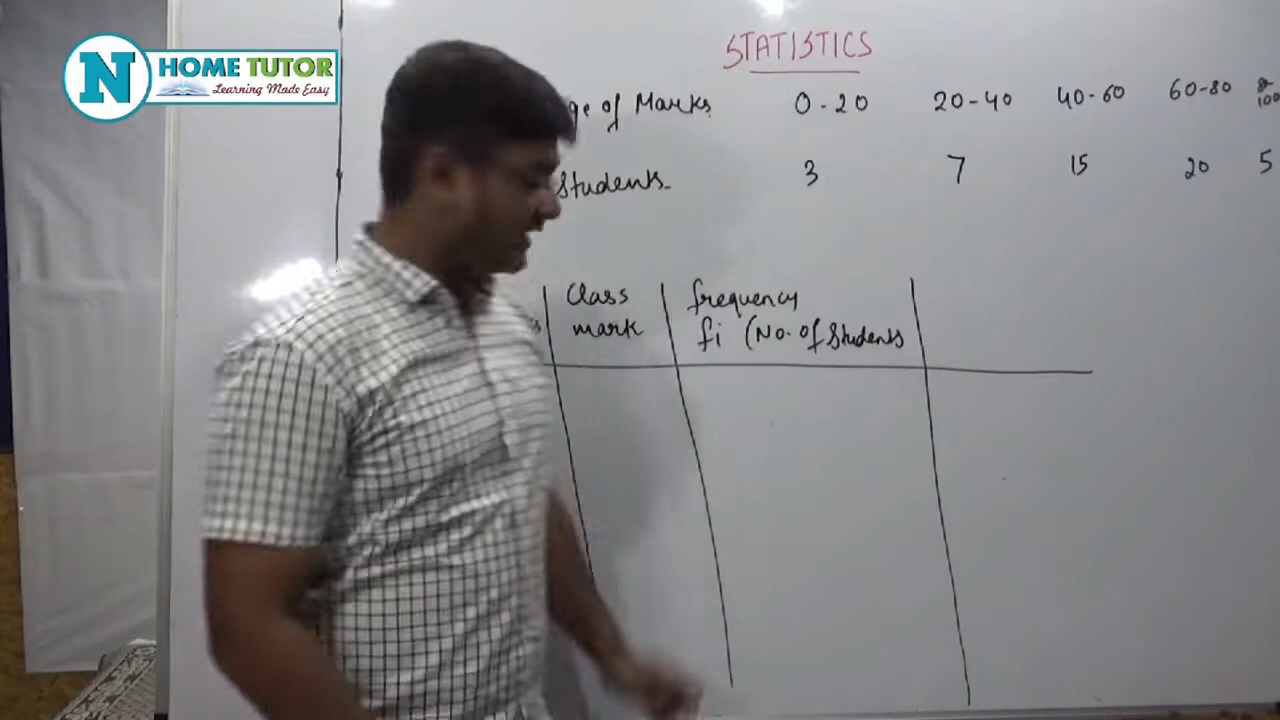 N HOME TUTOR
Learning Made Easy
STATISTICS
of Marks 0-20 20-40 40-60 60-80
Students 3 7 15 20 5
Class frequency
mark fi (No. of Students